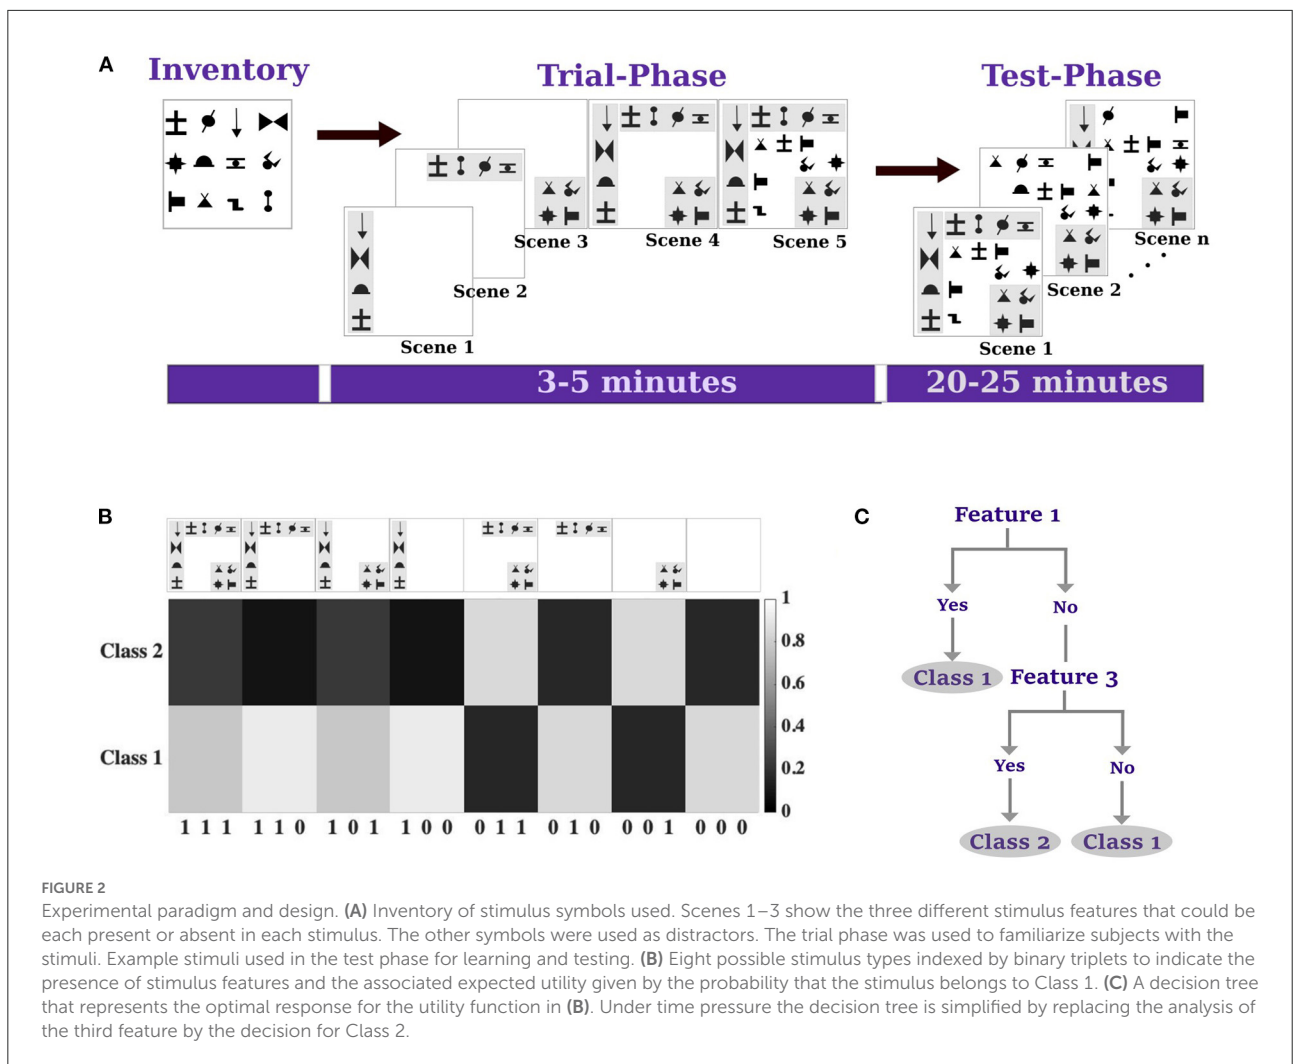 A
Inventory
Trial-Phase
Test-Phase
Scene 1
Scene 2
Scene 3
Scene 4
Scene 5
Scene 1
Scene 2
Scene n
3-5 minutes
20-25 minutes
B
Class 2
Class 1
1 1 1 1 1 0 1 0 1 1 0 0 0 1 1 0 1 0 0 0 1 0 0 0
1
0.8
0.6
0.4
0.2
0
C
Feature 1
Yes No
Class 1 Feature 3
Yes No
Class 2 Class 1
FIGURE 2
Experimental paradigm and design. (A) Inventory of stimulus symbols used. Scenes 1–3 show the three different stimulus features that could be
each present or absent in each stimulus. The other symbols were used as distractors. The trial phase was used to familiarize subjects with the
stimuli. Example stimuli used in the test phase for learning and testing. (B) Eight possible stimulus types indexed by binary triplets to indicate the
presence of stimulus features and the associated expected utility given by the probability that the stimulus belongs to Class 1. (C) A decision tree
that represents the optimal response for the utility function in (B). Under time pressure the decision tree is simplified by replacing the analysis of
the third feature by the decision for Class 2.